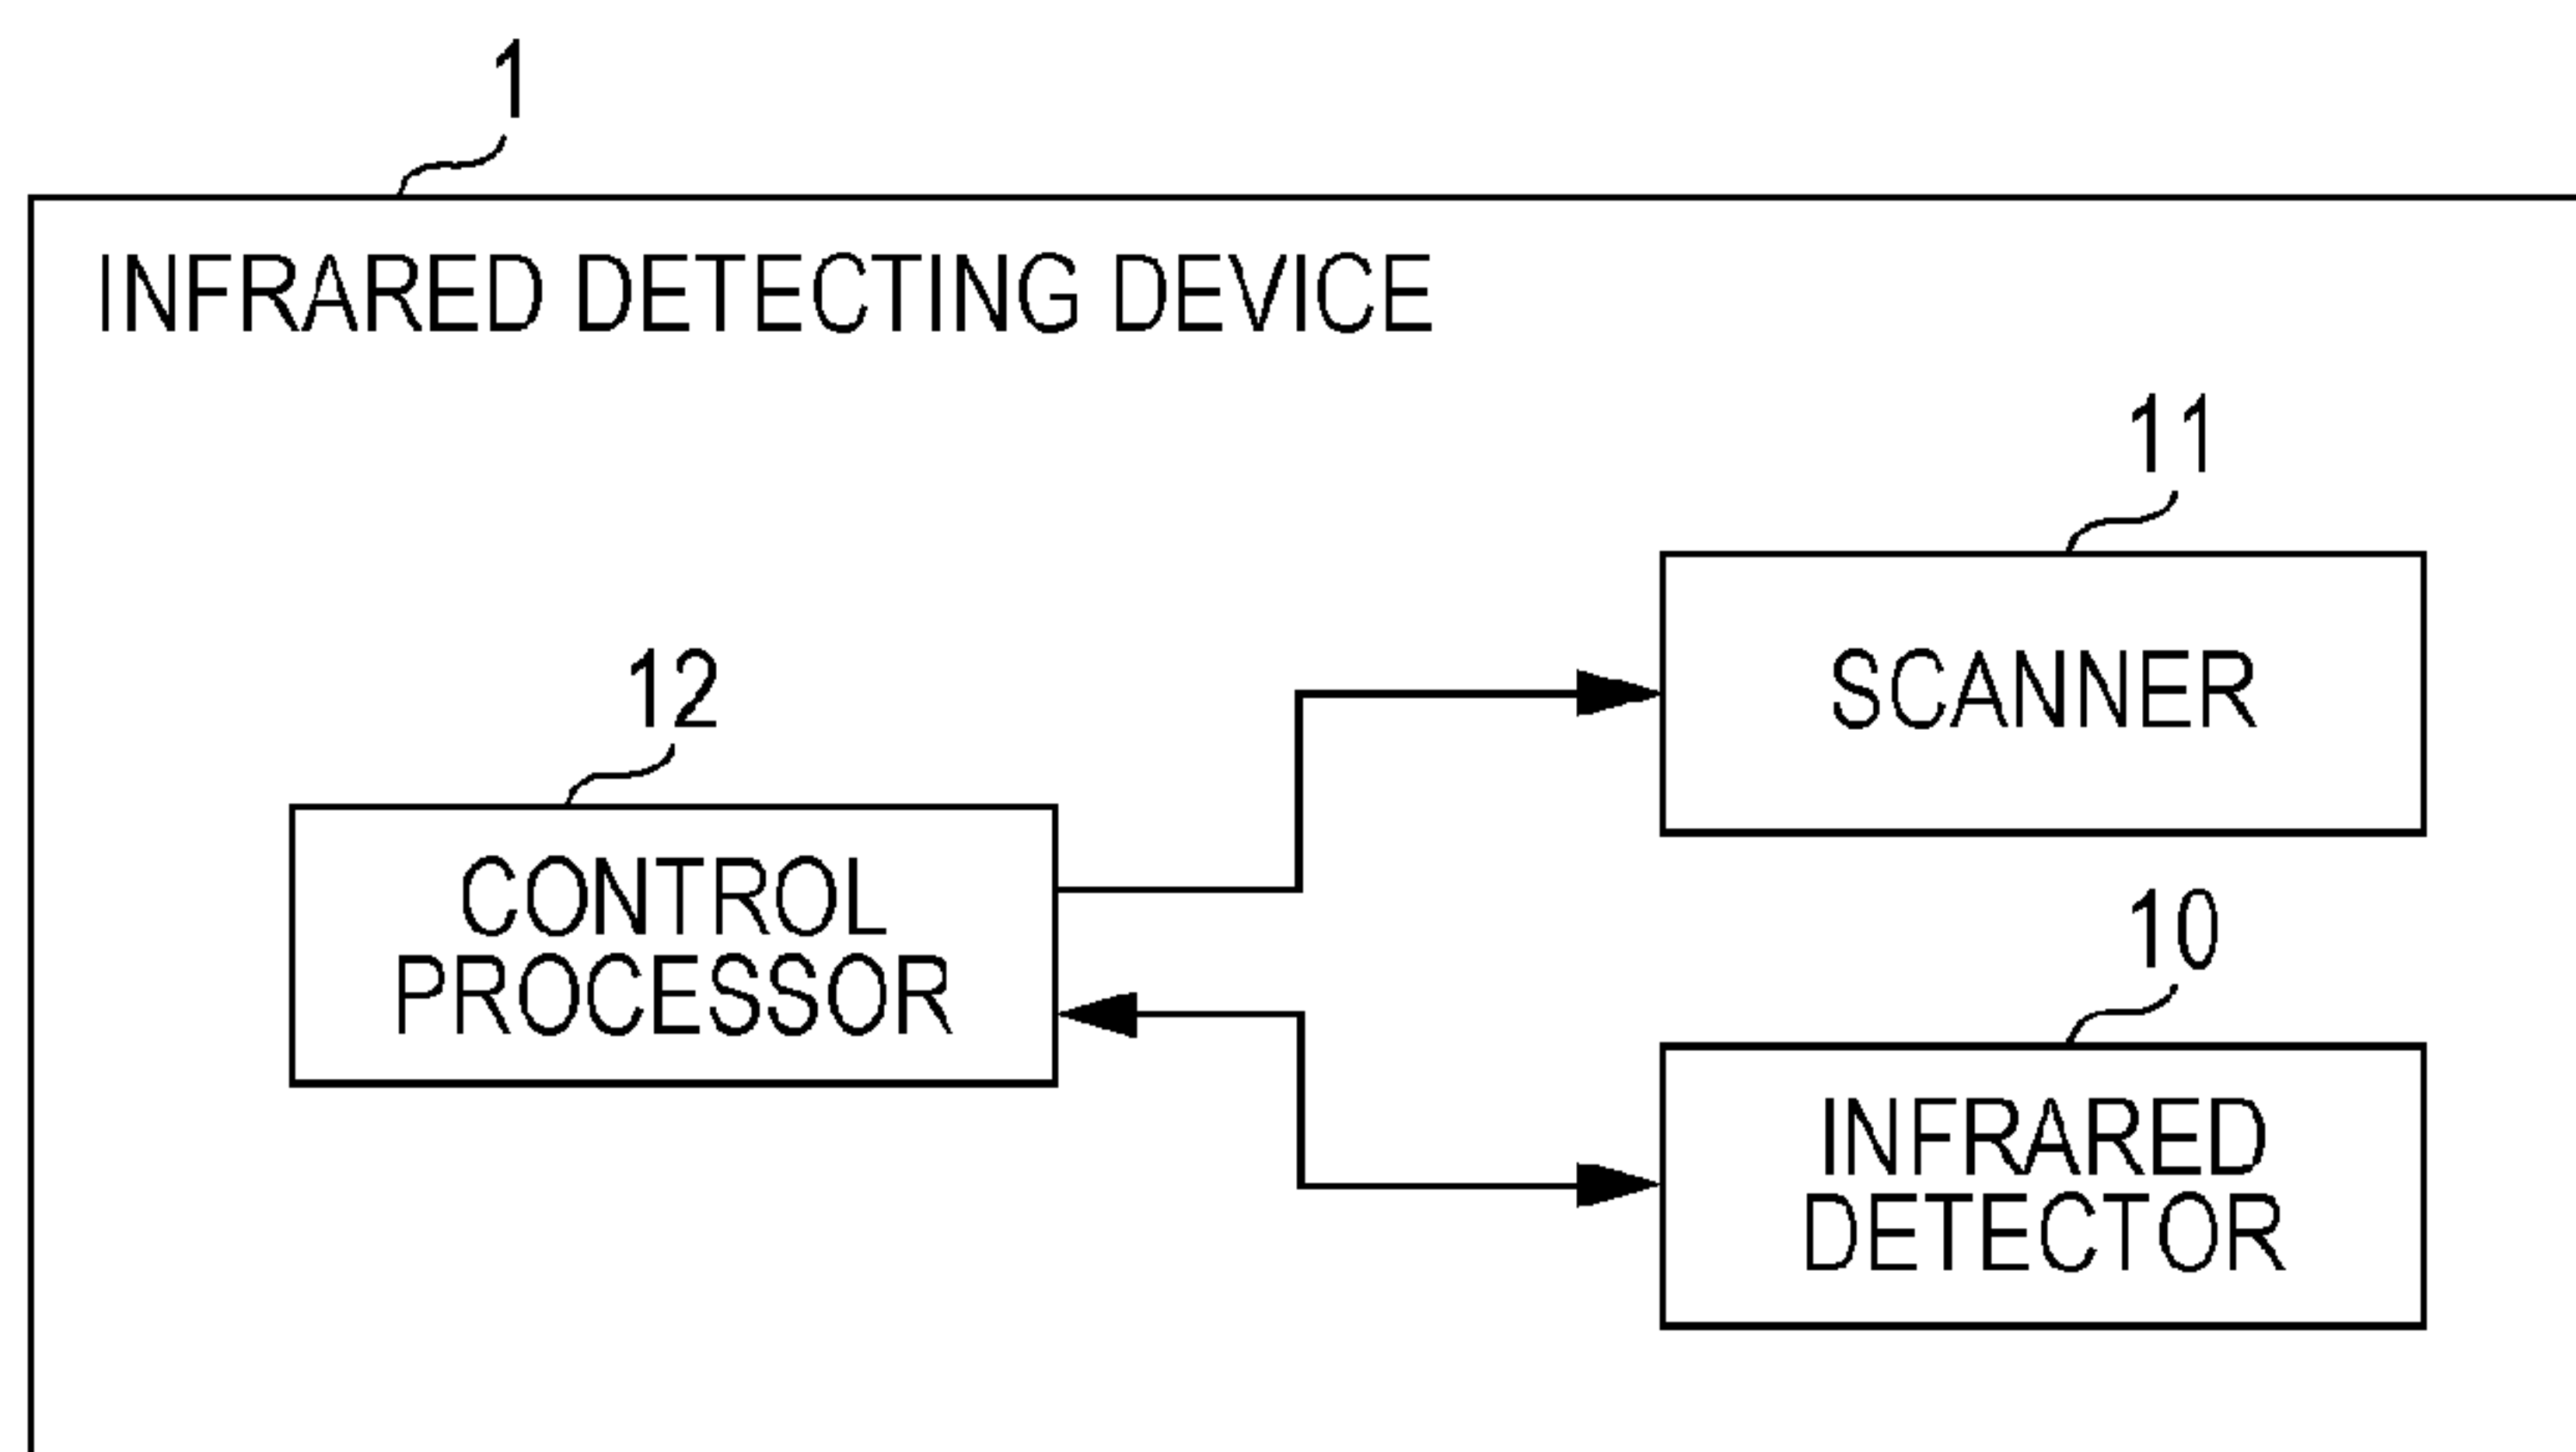 1
INFRARED DETECTING DEVICE
11
SCANNER
12
CONTROL
PROCESSOR
10
INFRARED
DETECTOR